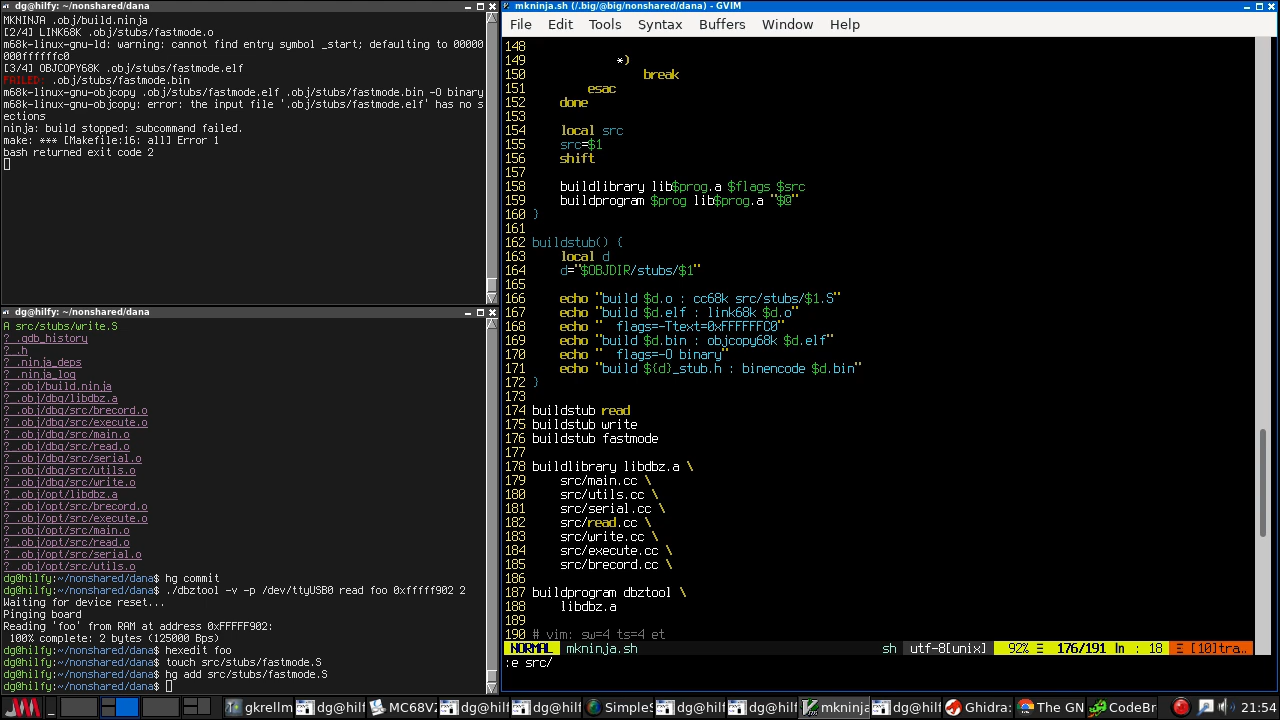 dg@hilfy: ~/nonshared/dana
MKNINJA .obj/build.ninja
[2/4] LINK68K .obj/stubs/fastmode.o
m68k-linux-gnu-ld: warning: cannot find entry symbol _start; defaulting to 00000
000ffffffc0
[3/4] OBJCOPY68K .obj/stubs/fastmode.elf
FAILED: .obj/stubs/fastmode.bin
m68k-linux-gnu-objcopy .obj/stubs/fastmode.elf .obj/stubs/fastmode.bin -O binary
m68k-linux-gnu-objcopy: error: the input file '.obj/stubs/fastmode.elf' has no s
ections
ninja: build stopped: subcommand failed.
make: *** [Makefile:16: all] Error 1
bash returned exit code 2
dg@hilfy: ~/nonshared/dana
A src/stubs/write.S
? .gdb_history
? .h
? .ninja_deps
? .ninja_log
? .obj/build.ninja
? .obj/dbg/libdbz.a
? .obj/dbg/src/brecord.o
? .obj/dbg/src/execute.o
? .obj/dbg/src/main.o
? .obj/dbg/src/read.o
? .obj/dbg/src/serial.o
? .obj/dbg/src/utils.o
? .obj/dbg/src/write.o
? .obj/opt/libdbz.a
? .obj/opt/src/brecord.o
? .obj/opt/src/execute.o
? .obj/opt/src/main.o
? .obj/opt/src/read.o
? .obj/opt/src/serial.o
? .obj/opt/src/utils.o
dg@hilfy:~/nonshared/dana$ hg commit
dg@hilfy:~/nonshared/dana$ ./dbztool -v -p /dev/ttyUSB0 read foo 0xfffff902 2
Waiting for device reset...
Pinging board
Reading 'foo' from RAM at address 0xFFFFF902:
100% complete: 2 bytes (125000 Bps)
dg@hilfy:~/nonshared/dana$ hexedit foo
dg@hilfy:~/nonshared/dana$ touch src/stubs/fastmode.S
dg@hilfy:~/nonshared/dana$ hg add src/stubs/fastmode.S
dg@hilfy:~/nonshared/dana$
mkninja.sh (/.big/@big/nonshared/dana) - GVIM
File Edit Tools Syntax Buffers Window Help
148
149 *)
150 break
151 esac
152 done
153
154 local src
155 src=$1
156 shift
157
158 buildlibrary lib$prog.a $flags $src
159 buildprogram $prog lib$prog.a "$@"
160 }
161
162 buildstub() {
163 local d
164 d="$OBJDIR/stubs/$1"
165
166 echo "build $d.o : cc68k src/stubs/$1.S"
167 echo "build $d.elf : link68k $d.o"
168 echo "  flags=-Ttext=0xFFFFFFC0"
169 echo "build $d.bin : objcopy68k $d.elf"
170 echo "  flags=-O binary"
171 echo "build ${d}_stub.h : binencode $d.bin"
172 }
173
174 buildstub read
175 buildstub write
176 buildstub fastmode
177
178 buildlibrary libdbz.a \
179 src/main.cc \
180 src/utils.cc \
181 src/serial.cc \
182 src/read.cc \
183 src/write.cc \
184 src/execute.cc \
185 src/brecord.cc \
186
187 buildprogram dbztool \
188 libdbz.a
189
190 # vim: sw=4 ts=4 et
NORMAL mkninja.sh sh utf-8[unix] 92% Ξ 176/191 ln : 18 Ξ [10]tra..
:e src/
gkrellm dg@hilf MC68V dg@hilf dg@hilf SimpleS dg@hilf dg@hilf mkninja dg@hilf Ghidra: The GN CodeBr 21:54